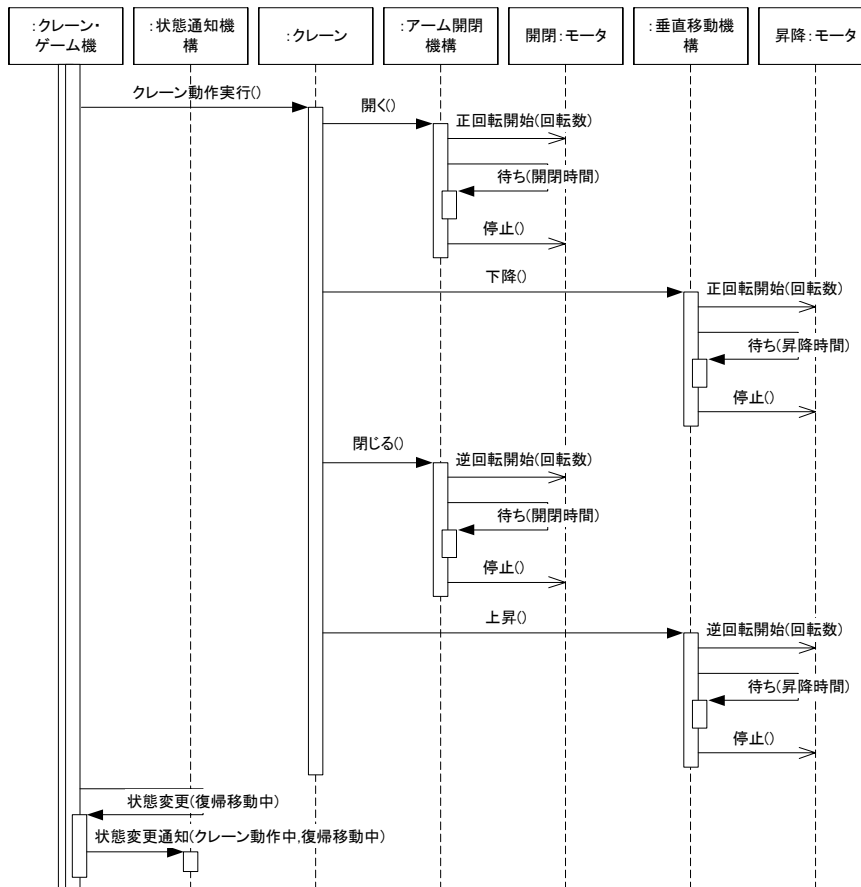 :クレーン・
ゲーム機
:状態通知機
構
:クレーン
:アーム開閉
機構
開閉:モータ
:垂直移動機
構
昇降:モータ
クレーン動作実行()
開く()
正回転開始(回転数)
待ち(開閉時間)
停止()
下降()
正回転開始(回転数)
待ち(昇降時間)
停止()
閉じる()
逆回転開始(回転数)
待ち(開閉時間)
停止()
上昇()
逆回転開始(回転数)
待ち(昇降時間)
停止()
状態変更(復帰移動中)
状態変更通知(クレーン動作中,復帰移動中)